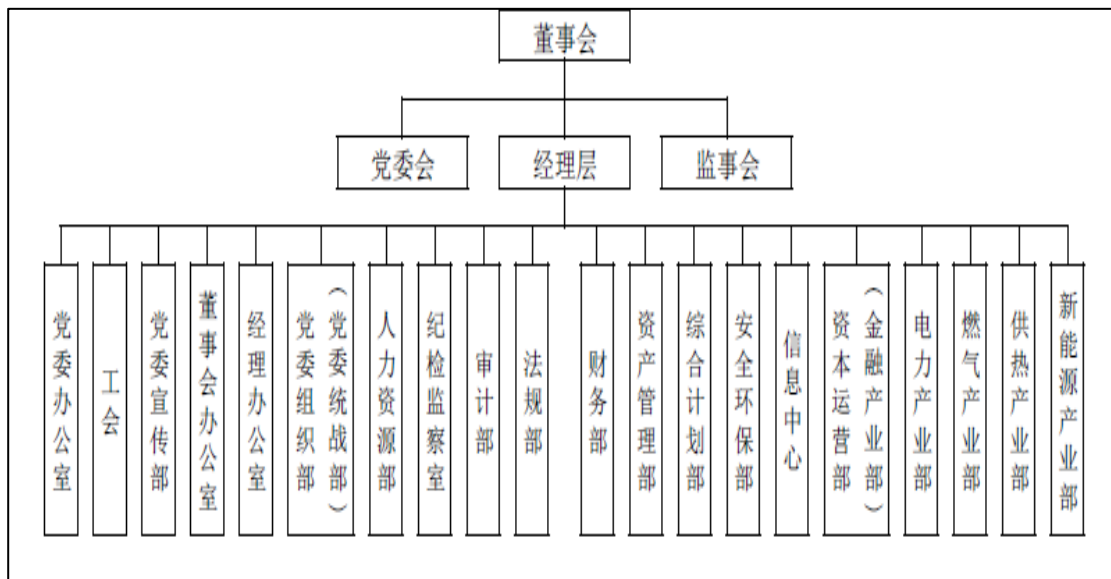 董事会
党委会
经理层
监事会
党委办公室
工会
党委宣传部
董事会办公室
经理办公室
党委组织部
（党委统战部）
人力资源部
纪检监察室
审计部
法规部
财务部
资产管理部
综合计划部
安全环保部
信息中心
资本运营部
（金融产业部）
电力产业部
燃气产业部
供热产业部
新能源产业部